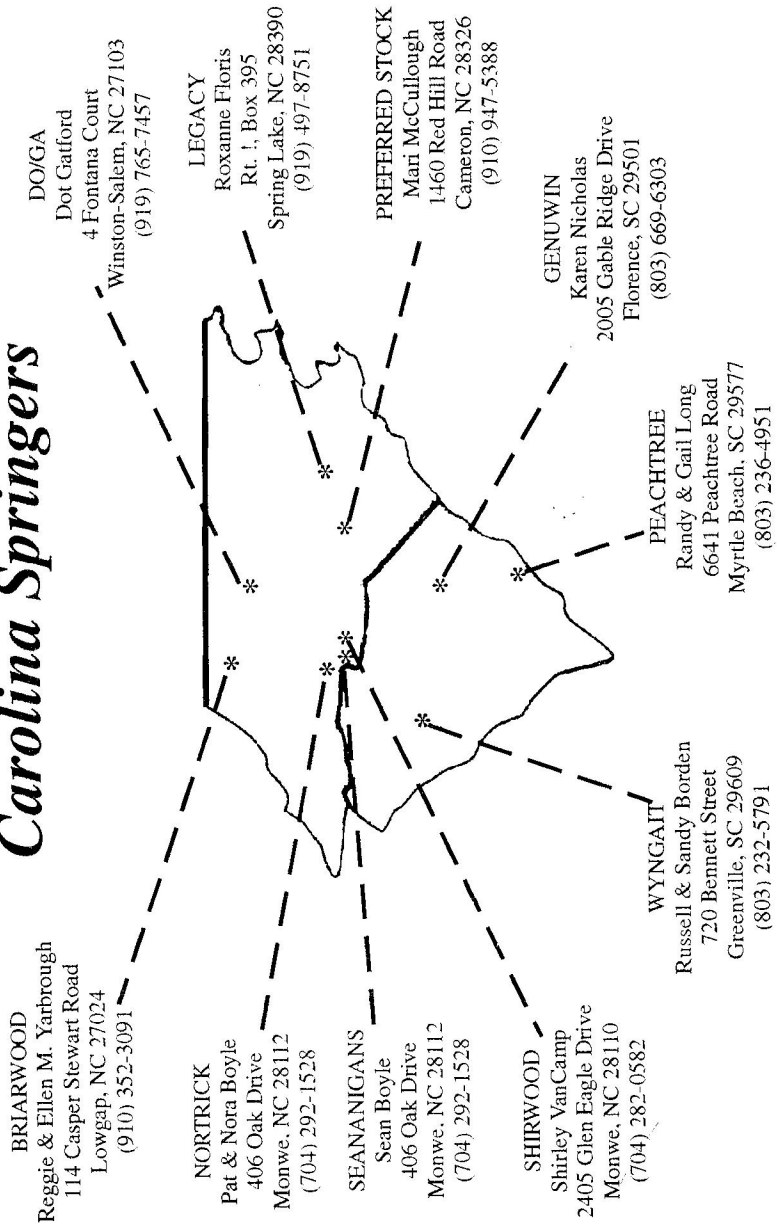 Carolina Springers
BRIARWOOD
Reggie & Ellen M. Yarbrough
114 Casper Stewart Road
Lowgap, NC 27024
(910) 352-3091
NORTRICK
Pat & Nora Boyle
406 Oak Drive
Monwe, NC 28112
(704) 292-1528
SEANANIGANS
Sean Boyle
406 Oak Drive
Monwe, NC 28112
(704) 292-1528
SHIRWOOD
Shirley VanCamp
2405 Glen Eagle Drive
Monwe, NC 28110
(704) 282-0582
WYNGAIT
Russell & Sandy Borden
720 Bennett Street
Greenville, SC 29609
(803) 232-5791
PEACHTREE
Randy & Gail Long
6641 Peachtree Road
Myrtle Beach, SC 29577
(803) 236-4951
GENUWIN
Karen Nicholas
2005 Gable Ridge Drive
Florence, SC 29501
(803) 669-6303
PREFERRED STOCK
Mari McCullough
1460 Red Hill Road
Cameron, NC 28326
(910) 947-5388
LEGACY
Roxanne Floris
Rt. !, Box 395
Spring Lake, NC 28390
(919) 497-8751
DO/GA
Dot Gatford
4 Fontana Court
Winston-Salem, NC 27103
(919) 765-7457